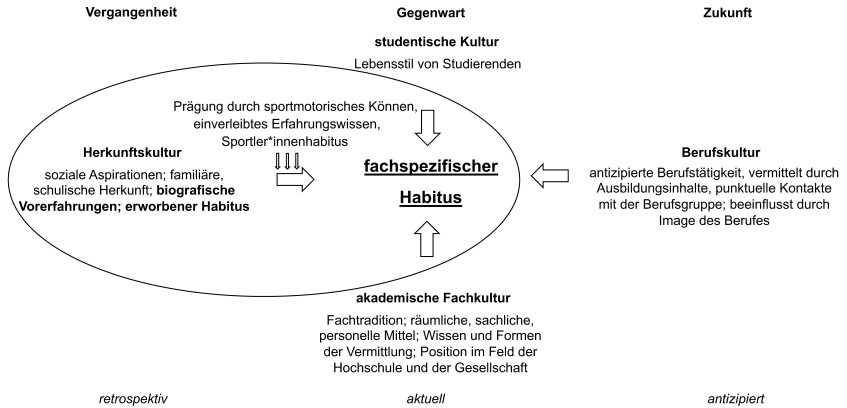 Vergangenheit
Gegenwart
Zukunft
studentische Kultur
Lebensstil von Studierenden
Prägung durch sportmotorisches Können,
einverleibtes Erfahrungswissen,
Sportler*innenhabitus
Herkunftskultur
soziale Aspirationen; familiäre,
schulische Herkunft; biografische
Vorerfahrungen; erworbener Habitus
fachspezifischer
Habitus
Berufskultur
antizipierte Berufstätigkeit, vermittelt durch
Ausbildungsinhalte, punktuelle Kontakte
mit der Berufsgruppe; beeinflusst durch
Image des Berufes
akademische Fachkultur
Fachtradition; räumliche, sachliche,
personelle Mittel; Wissen und Formen
der Vermittlung; Position im Feld der
Hochschule und der Gesellschaft
retrospektiv
aktuell
antizipiert